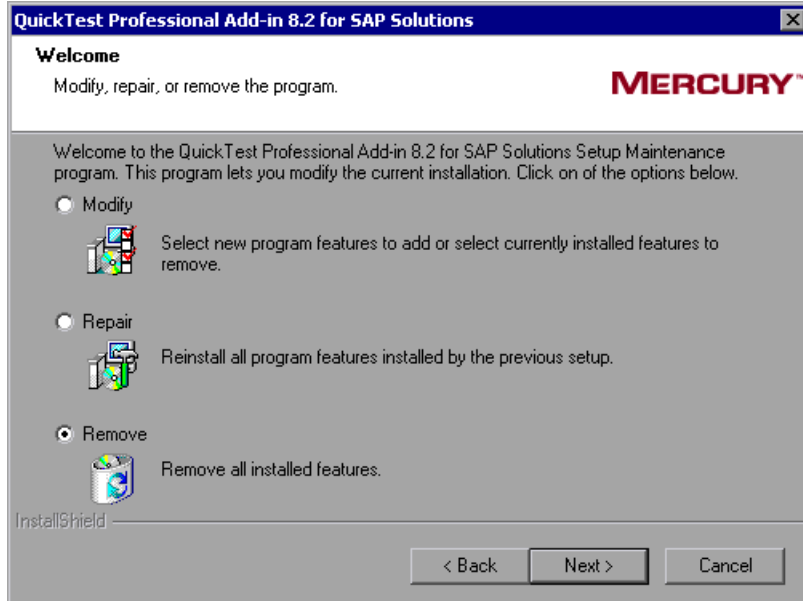 QuickTest Professional Add-in 8.2 for SAP Solutions
Welcome
Modify, repair, or remove the program.
MERCURY™
Welcome to the QuickTest Professional Add-in 8.2 for SAP Solutions Setup Maintenance
program. This program lets you modify the current installation. Click on of the options below.
Modify
Select new program features to add or select currently installed features to
remove.
Repair
Reinstall all program features installed by the previous setup.
Remove
Remove all installed features.
InstallShield
< Back
Next >
Cancel